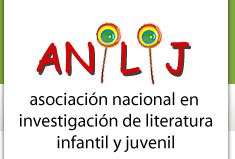 ANILIJ
asociación nacional en
investigación de literatura
infantil y juvenil